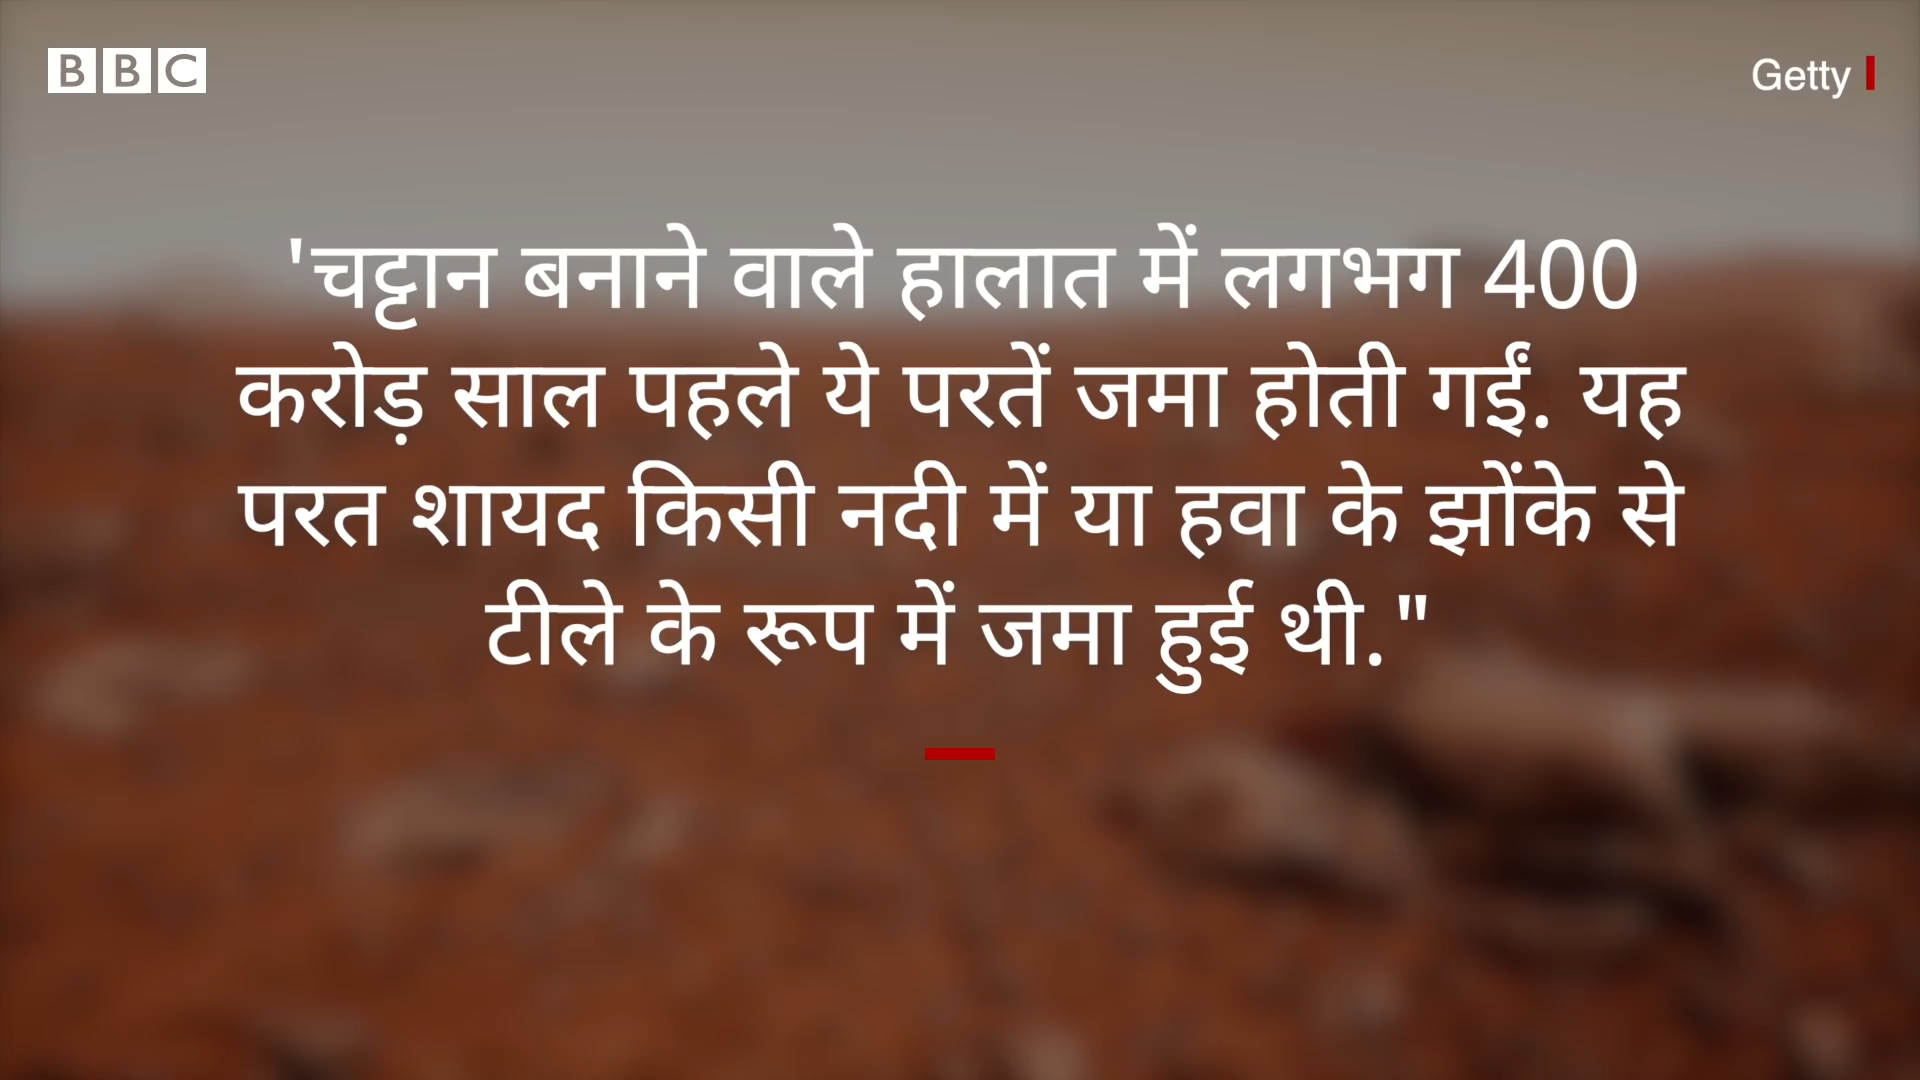 BBC
Getty
'चट्टान बनाने वाले हालात में लगभग 400
करोड़ साल पहले ये परतें जमा होती गईं. यह
परत शायद किसी नदी में या हवा के झोंके से
टीले के रूप में जमा हुई थी."